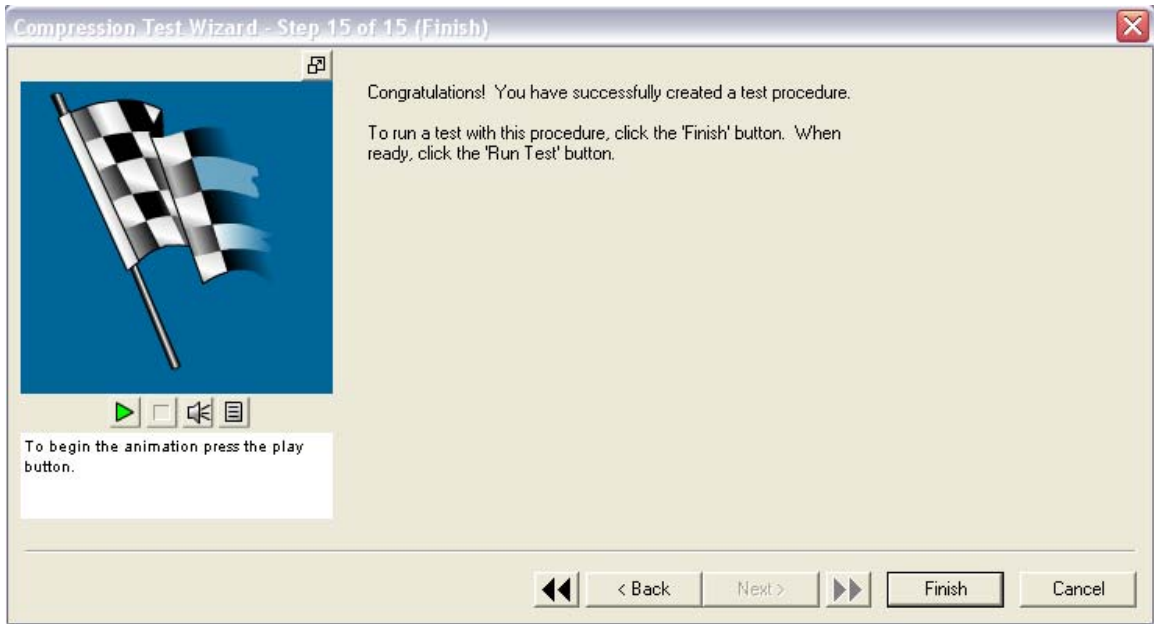 Compression Test Wizard - Step 15 of 15 (Finish)
Congratulations! You have successfully created a test procedure.
To run a test with this procedure, click the 'Finish' button. When
ready, click the 'Run Test' button.
To begin the animation press the play
button.
< Back
Next >
Finish
Cancel